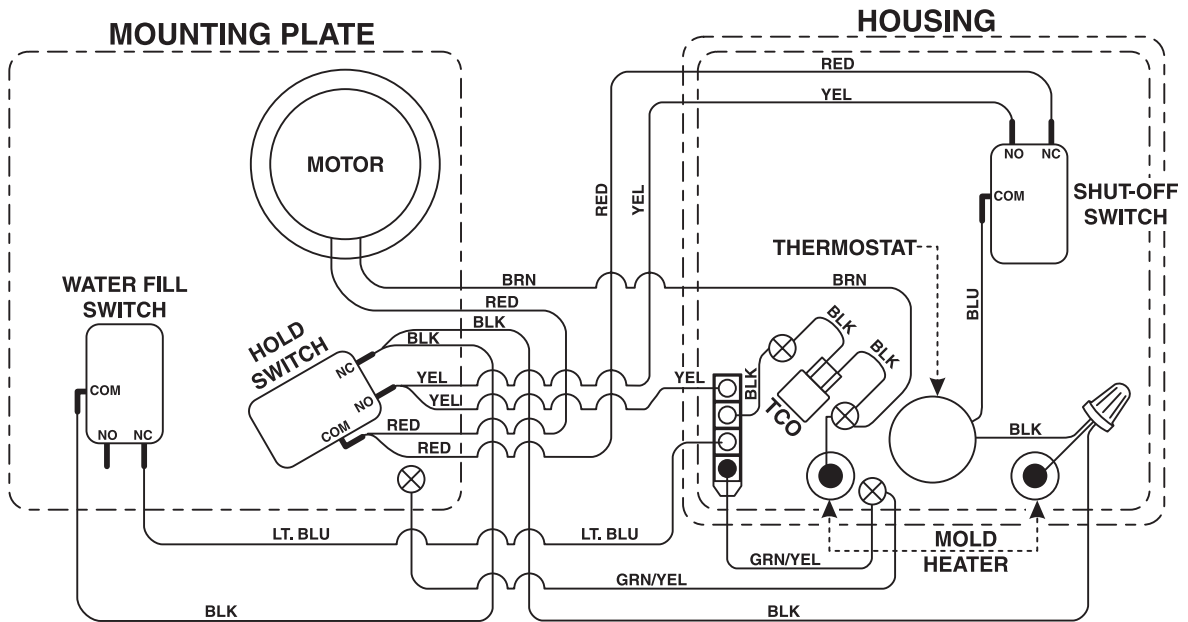 MOUNTING PLATE
HOUSING
RED
YEL
MOTOR
RED
YEL
NO NC
COM
SHUT-OFF
SWITCH
THERMOSTAT
BRN
BRN
BLU
WATER FILL
SWITCH
RED
BLK
BLK
HOLD
SWITCH
NC
NO
COM
YEL
YEL
YEL
RED
RED
BLK
BLK
BLK
TCO
COM
NO NC
BLK
LT. BLU
LT. BLU
MOLD
HEATER
GRN/YEL
GRN/YEL
BLK
BLK